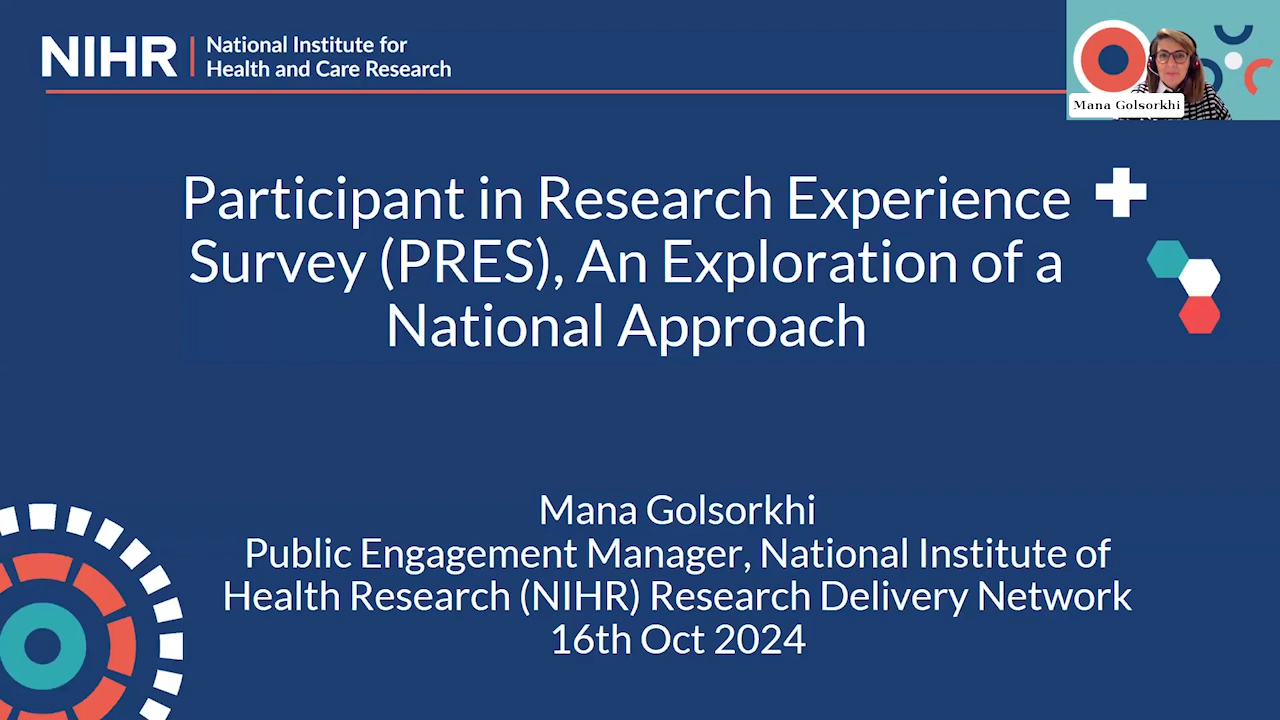 NIHR
National Institute for
Health and Care Research
Mana Golsorkhi
Participant in Research Experience
Survey (PRES), An Exploration of a
National Approach
Mana Golsorkhi
Public Engagement Manager, National Institute of
Health Research (NIHR) Research Delivery Network
16th Oct 2024